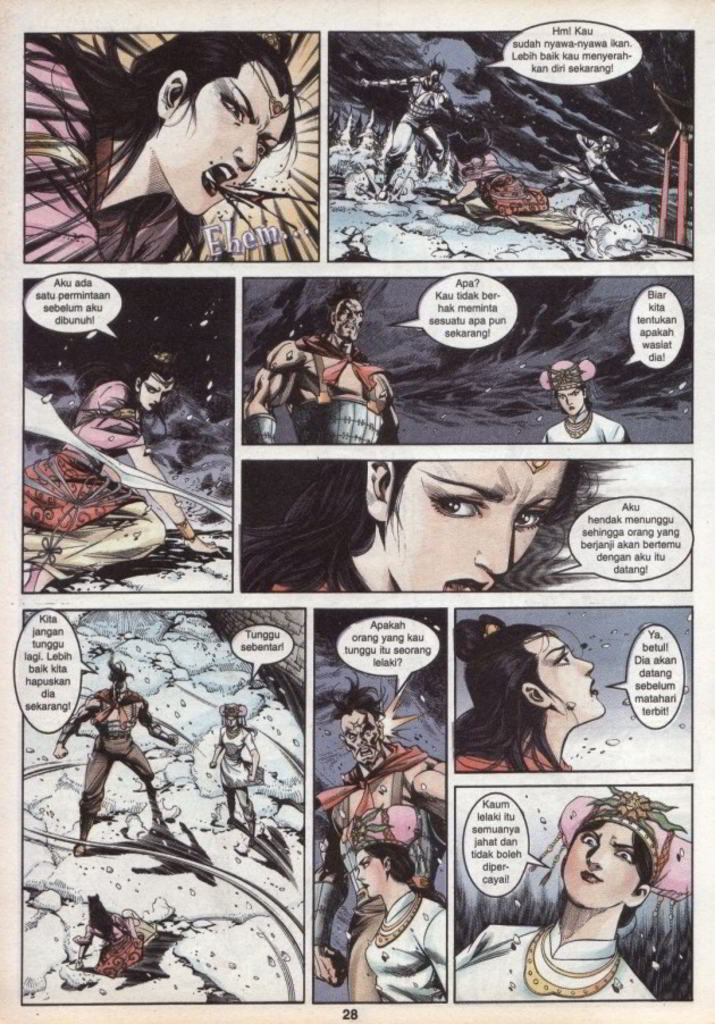 Ehem...
Hm! Kau
sudah nyawa-nyawa ikan.
Lebih baik kau menyerah-
kan diri sekarang!
Aku ada
satu permintaan
sebelum aku
dibunuh!
Apa?
Kau tidak ber-
hak meminta
sesuatu apa pun
sekarang!
Biar
kita
tentukan
apakah
wasiat
dia!
Aku
hendak menunggu
sehingga orang yang
berjanji akan bertemu
dengan aku itu
datang!
Kita
jangan
tunggu
lagi. Lebih
baik kita
hapuskan
dia
sekarang!
Tunggu
sebentar!
Apakah
orang yang kau
tunggu itu seorang
lelaki?
Ya,
betul!
Dia akan
datang
sebelum
matahari
terbit!
Kaum
lelaki itu
semuanya
jahat dan
tidak boleh
diper-
cayai!
28